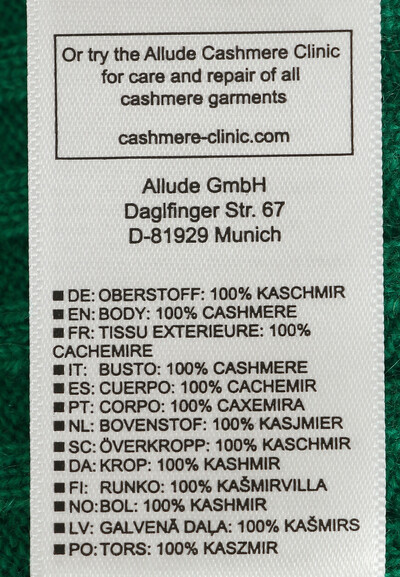 Or try the Allude Cashmere Clinic
for care and repair of all
cashmere garments
cashmere-clinic.com
Allude GmbH
Daglfinger Str. 67
D-81929 Munich
■ DE: OBERSTOFF: 100% KASCHMIR
■ EN: BODY: 100% CASHMERE
■ FR: TISSU EXTERIEURE: 100%
CACHEMIRE
■ IT: BUSTO: 100% CASHMERE
■ ES: CUERPO: 100% CACHEMIR
■ PT: CORPO: 100% CAXEMIRA
■ NL: BOVENSTOF: 100% KASJMIER
■ SC: ÖVERKROPP: 100% KASCHMIR
■ DA: KROP: 100% KASHMIR
■ FI: RUNKO: 100% KAŠMIRVILLA
■ NO: BOL: 100% KASHMIR
■ LV: GALVENĀ DAĻA: 100% KAŠMIRS
■ PO: TORS: 100% KASZMIR